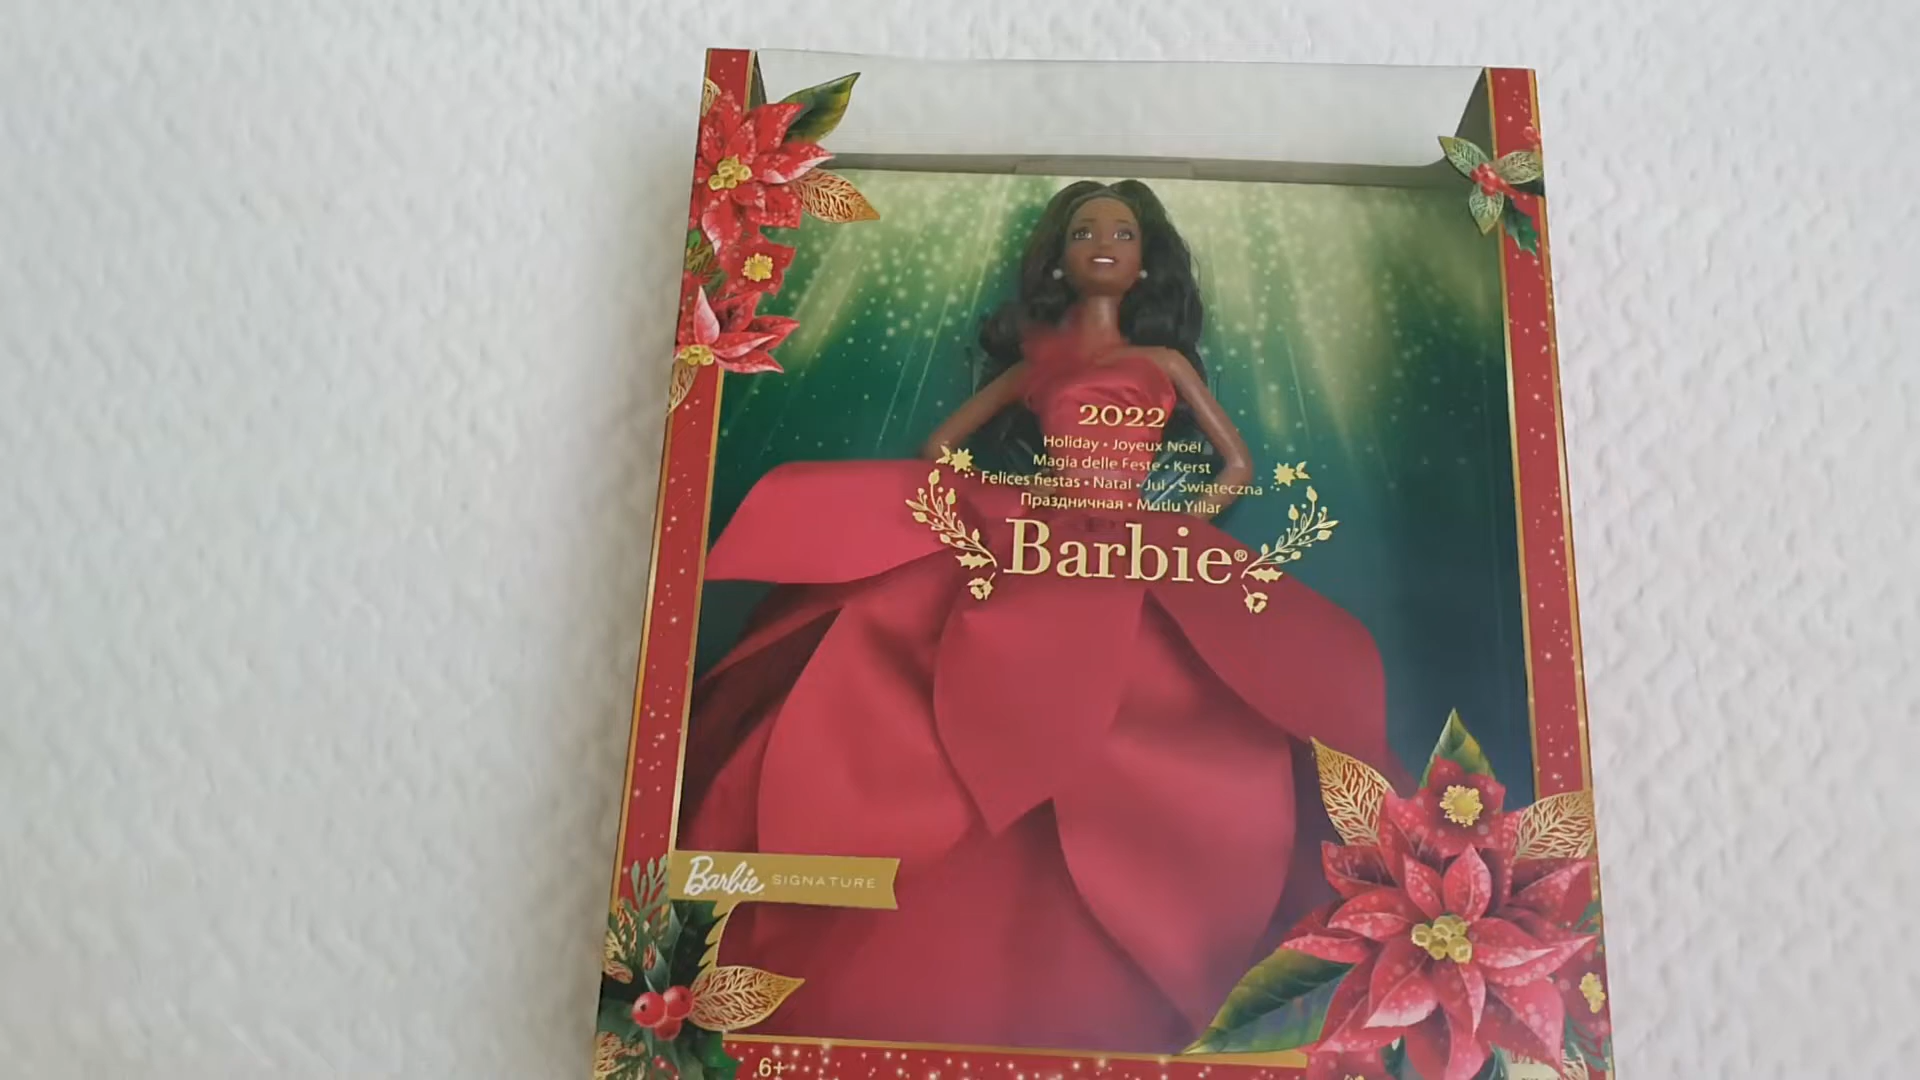 2022
Holiday • Joyeux Noël
Magia delle Feste • Kerst
Felices fiestas • Natal • Jul • Świąteczna
Праздничная • Mutlu Yıllar
Barbie®
Barbie SIGNATURE
6+